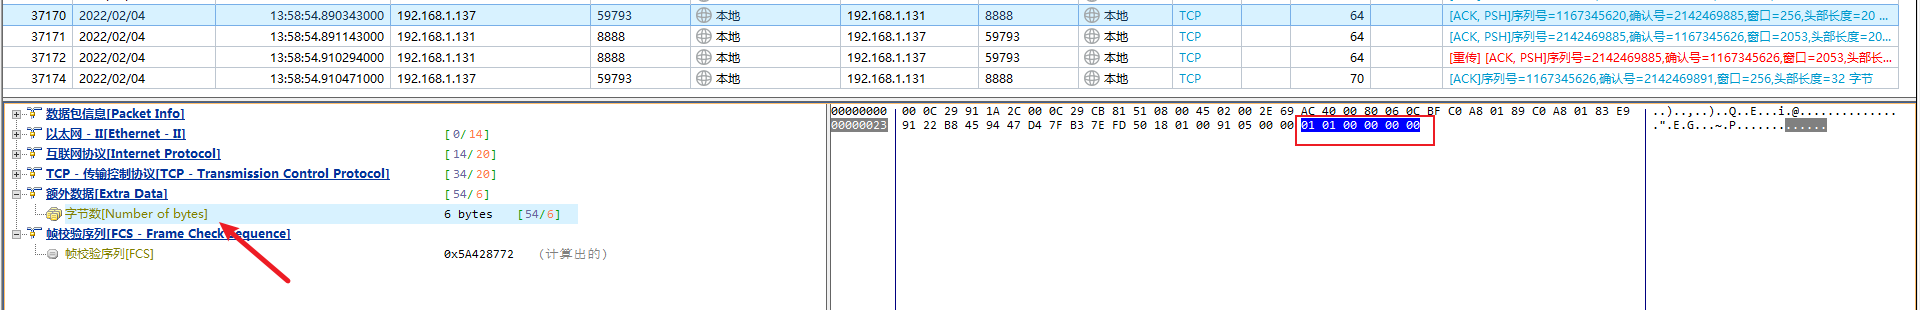 37170 2022/02/04 13:58:54.890343000 192.168.1.137 59793 本地 192.168.1.131 8888 本地 TCP 64 [ACK, PSH]序列号=1167345620,确认号=2142469885,窗口=256,头部长度=20 ...
37171 2022/02/04 13:58:54.891143000 192.168.1.131 8888 本地 192.168.1.137 59793 本地 TCP 64 [ACK, PSH]序列号=2142469885,确认号=1167345626,窗口=2053,头部长度=20...
37172 2022/02/04 13:58:54.910294000 192.168.1.131 8888 本地 192.168.1.137 59793 本地 TCP 64 [重传] [ACK, PSH]序列号=2142469885,确认号=1167345626,窗口=2053,头部长...
37174 2022/02/04 13:58:54.910471000 192.168.1.137 59793 本地 192.168.1.131 8888 本地 TCP 70 [ACK]序列号=1167345626,确认号=2142469891,窗口=256,头部长度=32 字节
数据包信息[Packet Info]
以太网 - II[Ethernet - II] [0/14]
互联网协议[Internet Protocol] [14/20]
TCP - 传输控制协议[TCP - Transmission Control Protocol] [34/20]
额外数据[Extra Data] [54/6]
字节数[Number of bytes] 6 bytes [54/6]
帧校验序列[FCS - Frame Check Sequence]
帧校验序列[FCS] 0x5A428772 (计算出的)
00000000 00 0C 29 91 1A 2C 00 0C 29 CB 81 51 08 00 45 02 00 2E 69 AC 40 00 80 06 0C BF C0 A8 01 89 C0 A8 01 83 E9 ..)..,..)..Q..E...i.@..............
00000023 91 22 B8 45 94 47 D4 7F B3 7E FD 50 18 01 00 91 05 00 00 01 01 00 00 00 00 .".E.G...~.P.............